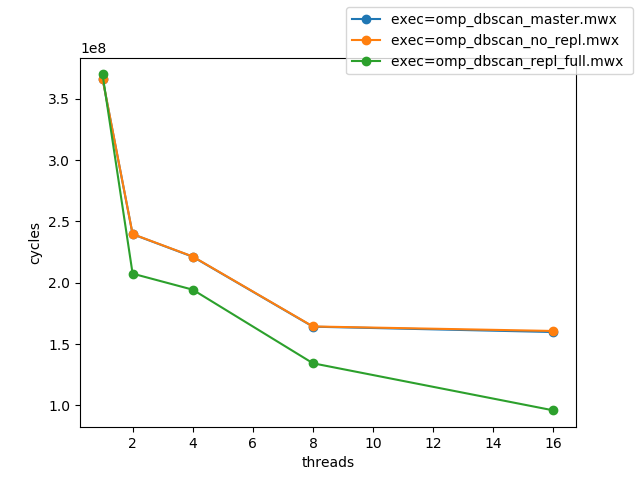 exec=omp_dbscan_master.mwx
exec=omp_dbscan_no_repl.mwx
exec=omp_dbscan_repl_full.mwx
1e8
3.5
3.0
2.5
2.0
1.5
1.0
cycles
2 4 6 8 10 12 14 16
threads